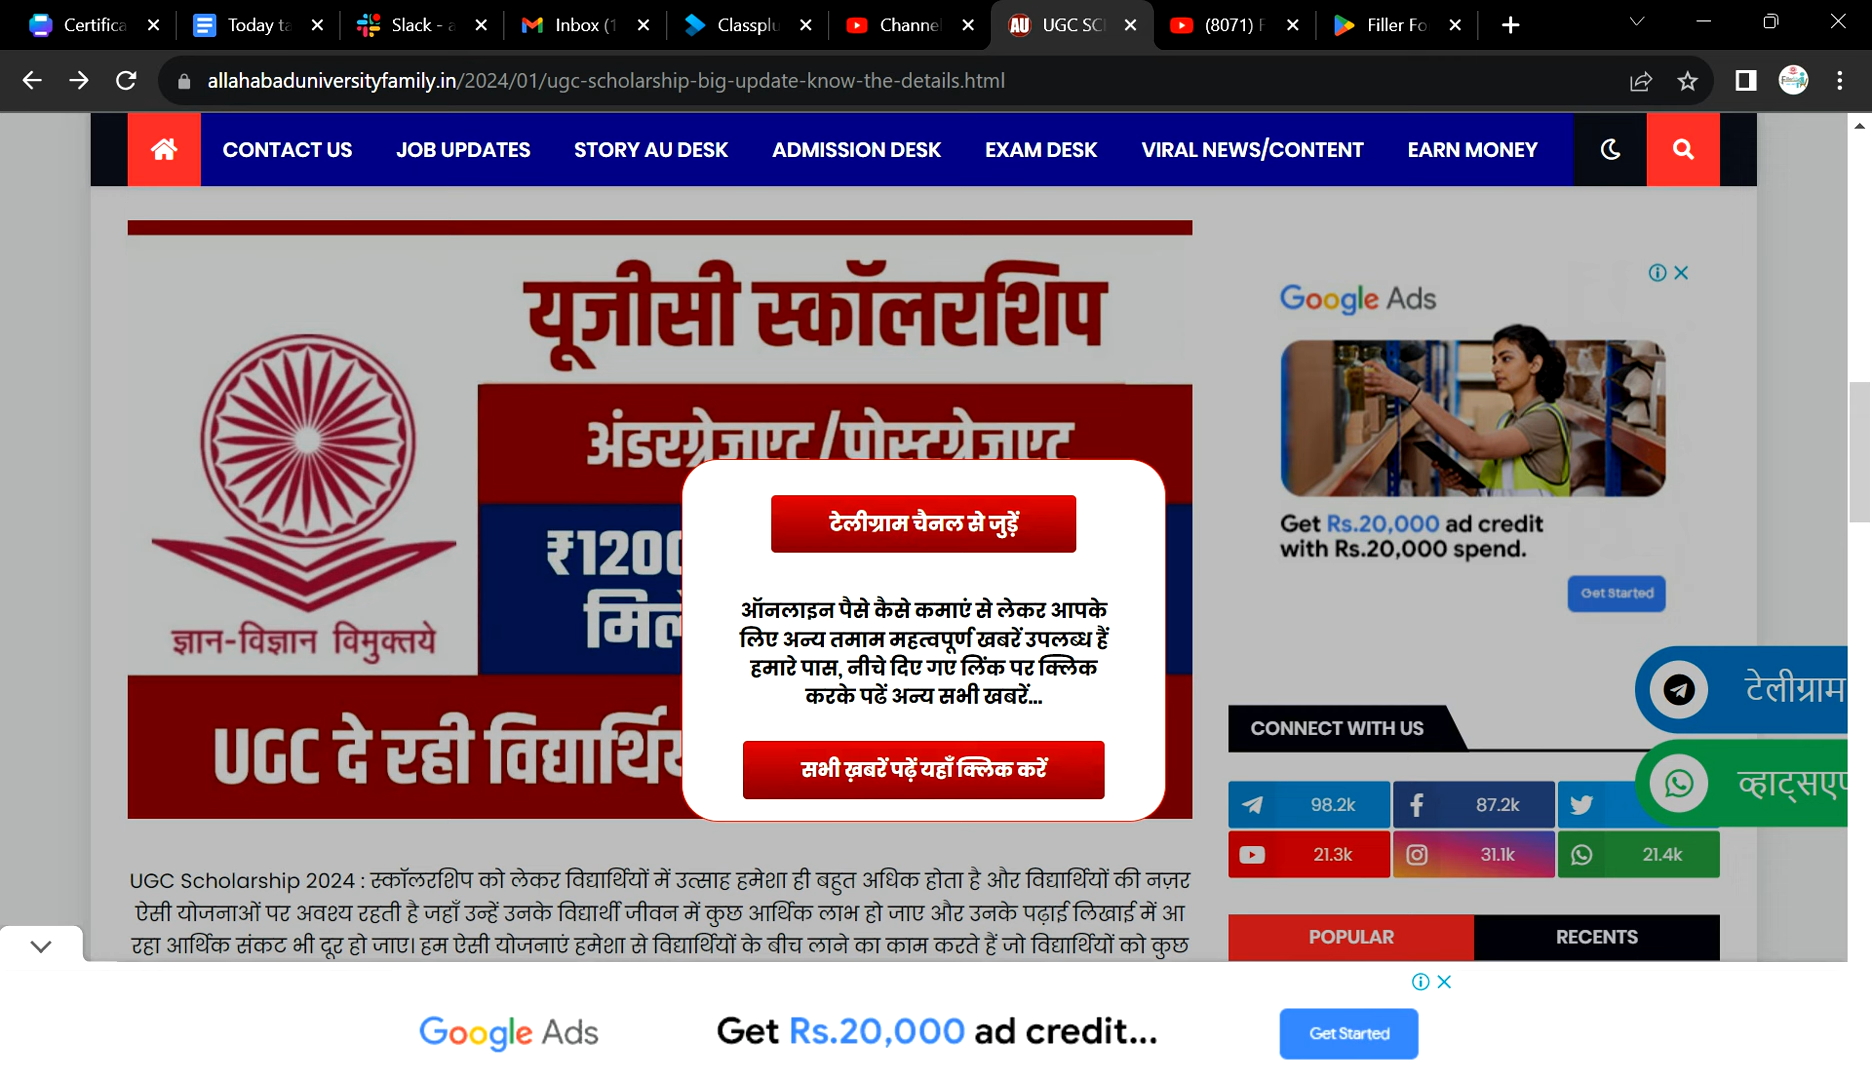 Certifica
Today ta
Slack - a
Inbox (1
Classplu
Channel
AU
UGC SC
(8071) F
Filler Fo
allahabaduniversityfamily.in/2024/01/ugc-scholarship-big-update-know-the-details.html
CONTACT US
JOB UPDATES
STORY AU DESK
ADMISSION DESK
EXAM DESK
VIRAL NEWS/CONTENT
EARN MONEY
यूजीसी स्कॉलरशिप
अंडरग्रेजुएट/पोस्टग्रेजुएट
ज्ञान-विज्ञान विमुक्तये
UGC दे रही
टेलीग्राम चैनल से जुड़ें
ऑनलाइन पैसे कैसे कमाएं से लेकर आपके
लिए अन्य तमाम महत्वपूर्ण खबरें उपलब्ध हैं
हमारे पास, नीचे दिए गए लिंक पर क्लिक
करके पढें अन्य सभी खबरें...
सभी ख़बरें पढ़ें यहाँ क्लिक करें
Google Ads
Get Rs.20,000 ad credit
with Rs.20,000 spend.
Get Started
टेलीग्राम
CONNECT WITH US
98.2k
87.2k
21.3k
31.1k
21.4k
POPULAR
RECENTS
UGC Scholarship 2024 : स्कॉलरशिप को लेकर विद्यार्थियों में उत्साह हमेशा ही बहुत अधिक होता है और विद्यार्थियों की नज़र
ऐसी योजनाओं पर अवश्य रहती है जहाँ उन्हें उनके विद्यार्थी जीवन में कुछ आर्थिक लाभ हो जाए और उनके पढ़ाई लिखाई में आ
रहा आर्थिक संकट भी दूर हो जाए। हम ऐसी योजनाएं हमेशा से विद्यार्थियों के बीच लाने का काम करते हैं जो विद्यार्थियों को कुछ
Google Ads
Get Rs.20,000 ad credit...
Get Started